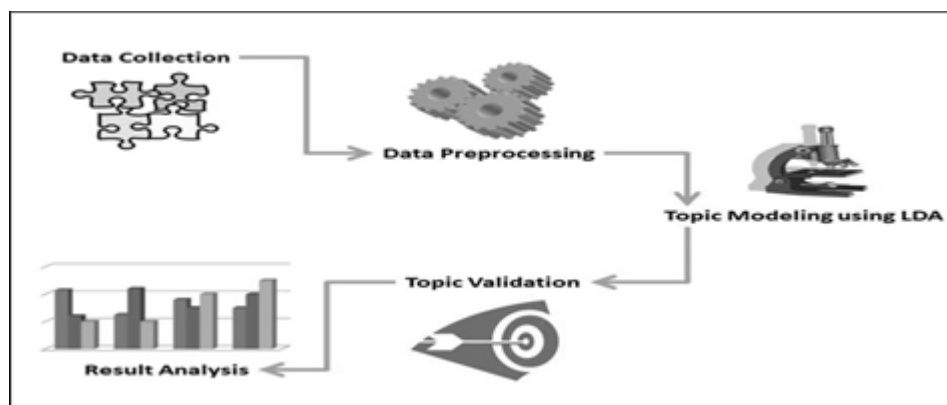 Data Collection
Data Preprocessing
Topic Modeling using LDA
Topic Validation
Result Analysis